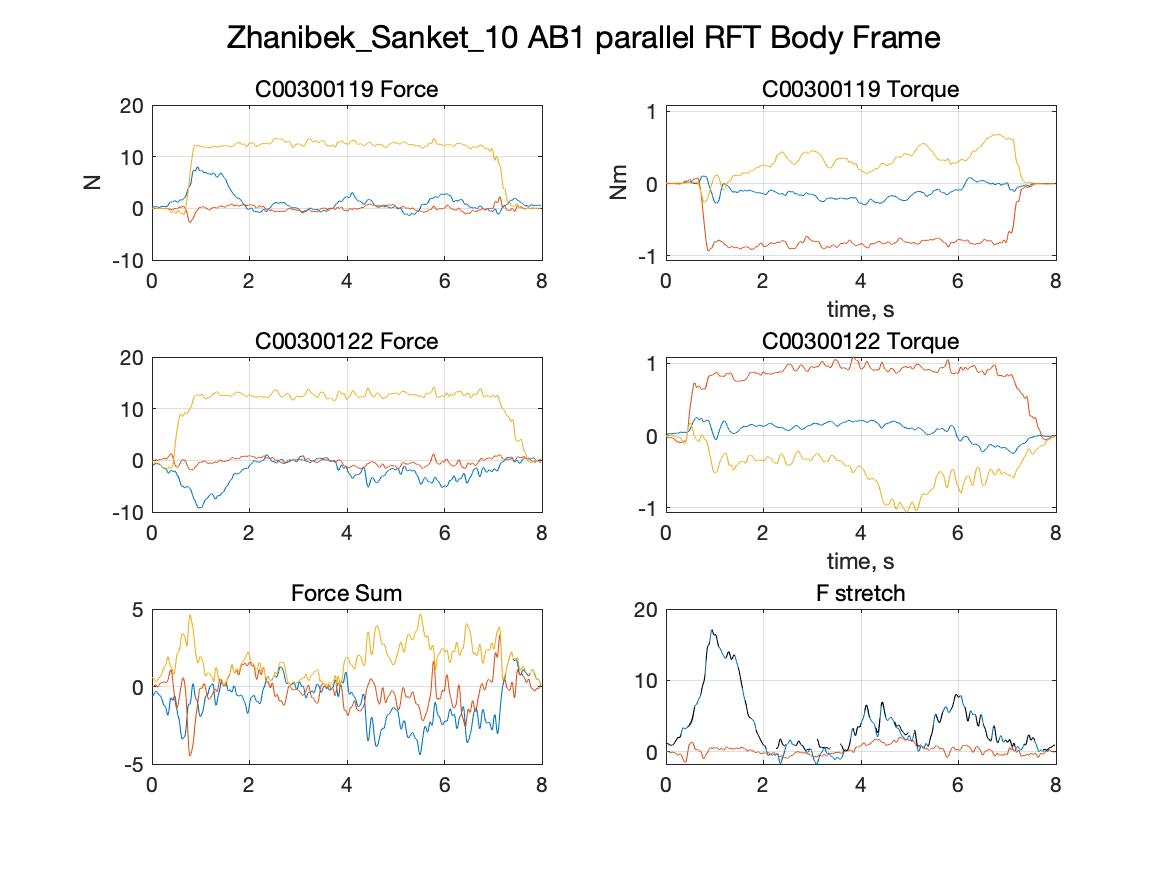 Zhanibek_Sanket_10 AB1 parallel RFT Body Frame
C00300119 Force
20
10
0
-10
N
0 2 4 6 8
C00300119 Torque
1
0
-1
Nm
0 2 4 6 8
time, s
C00300122 Force
20
10
0
-10
0 2 4 6 8
C00300122 Torque
1
0
-1
0 2 4 6 8
time, s
Force Sum
5
0
-5
0 2 4 6 8
F stretch
20
10
0
0 2 4 6 8